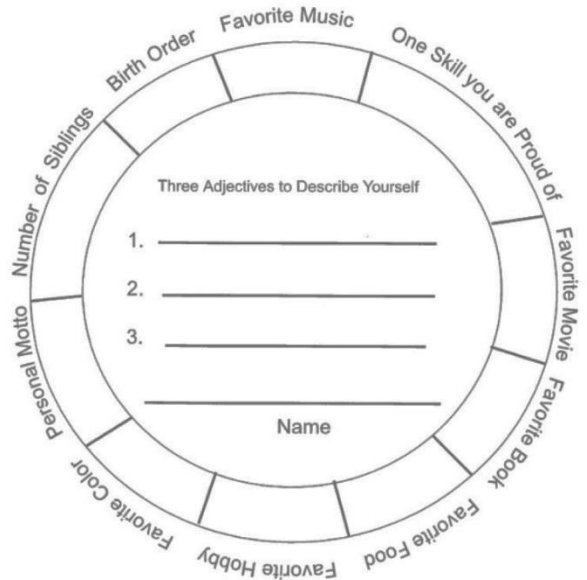 Favorite Music
One Skill you are Proud of
Favorite Movie
Favorite Book
Favorite Food
Favorite Hobby
Favorite Color
Personal Motto
Number of Siblings
Birth Order
Three Adjectives to Describe Yourself
1.
2.
3.
Name